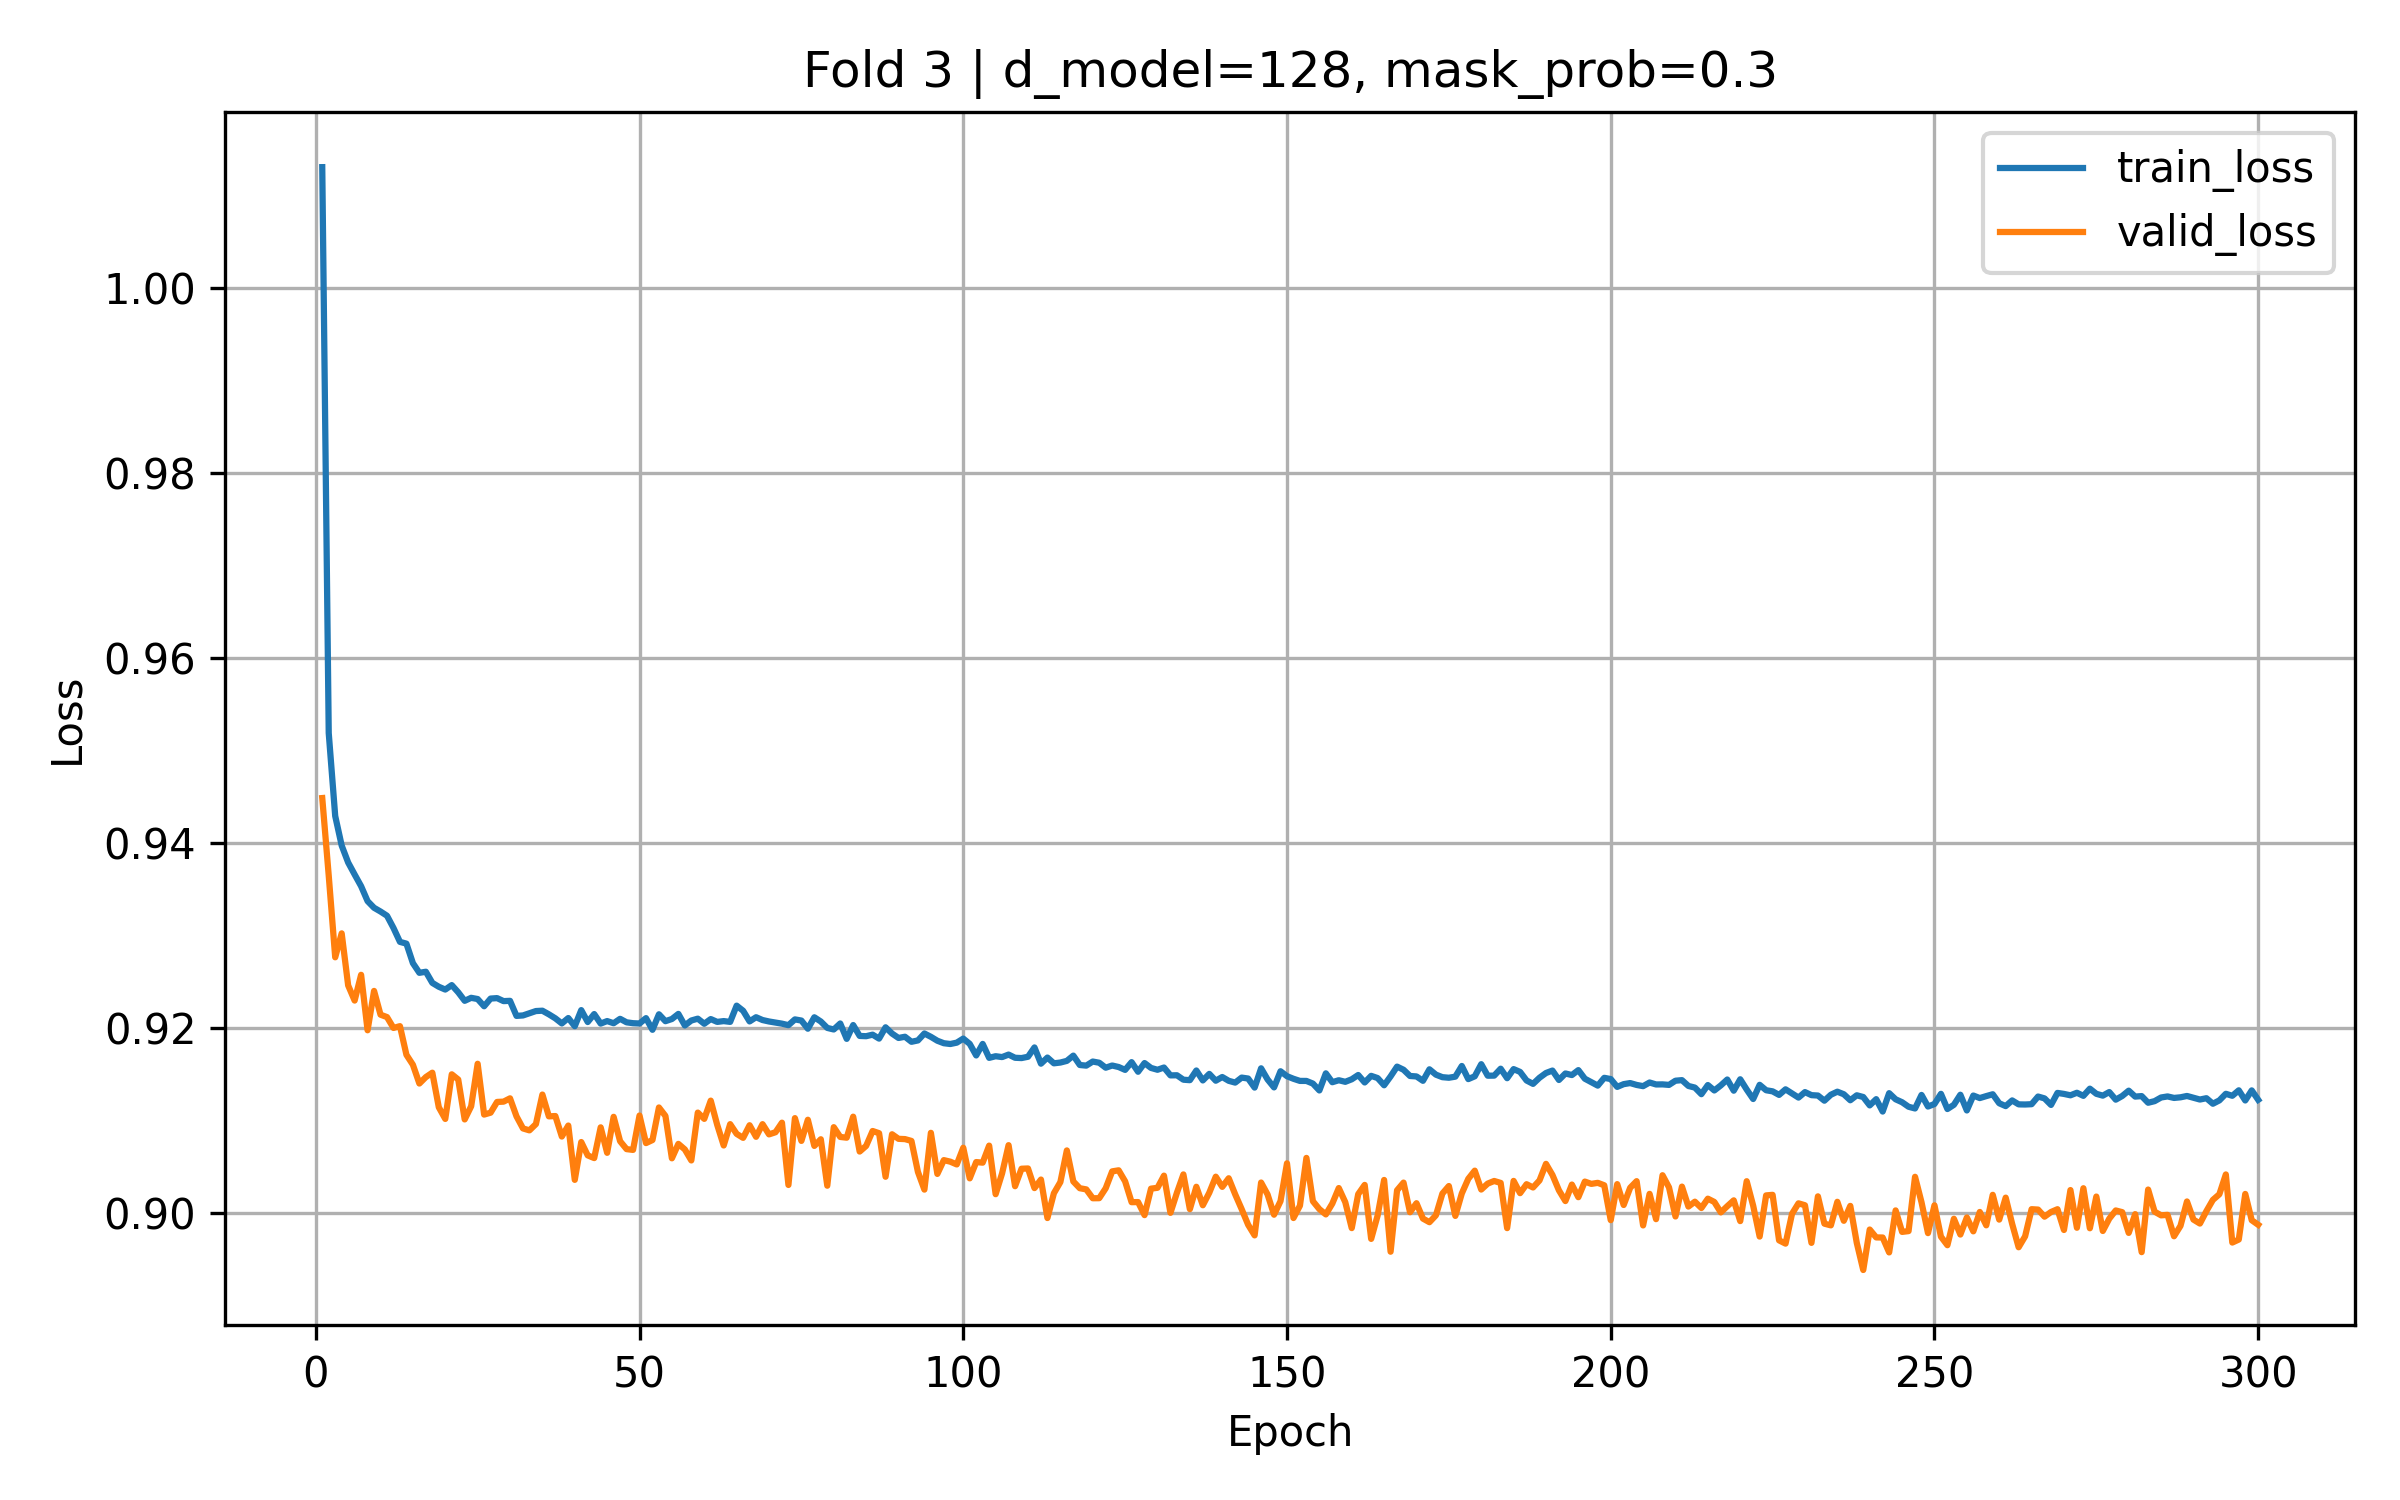 Fold 3 | d_model=128, mask_prob=0.3
train_loss
valid_loss
Loss
1.00
0.98
0.96
0.94
0.92
0.90
0 50 100 150 200 250 300
Epoch